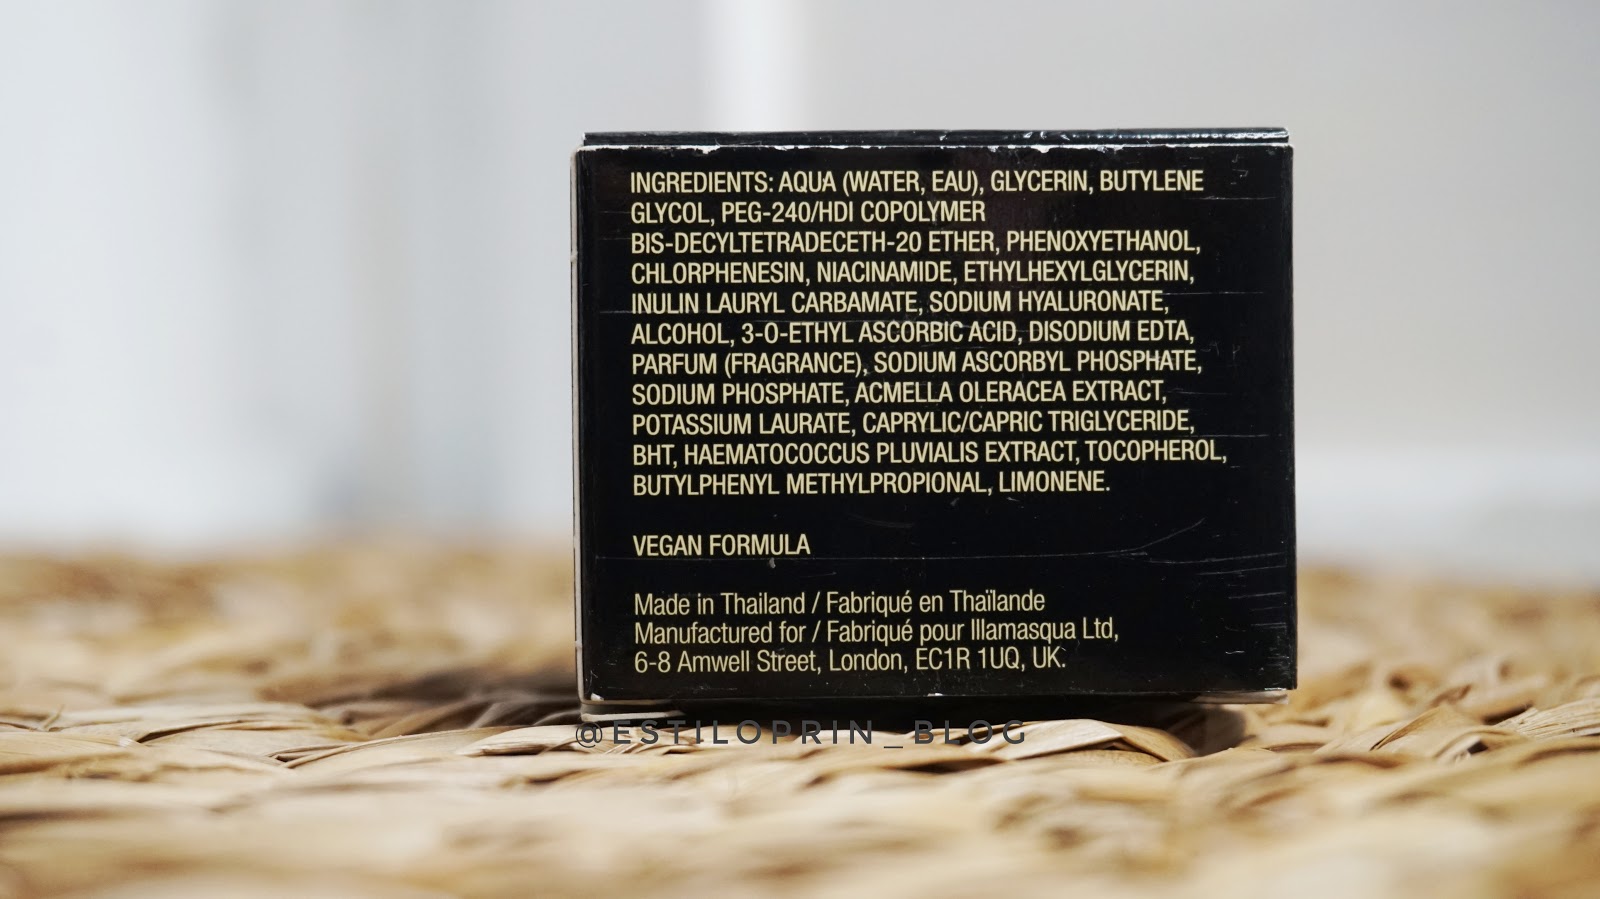 INGREDIENTS: AQUA (WATER, EAU), GLYCERIN, BUTYLENE
GLYCOL, PEG-240/HDI COPOLYMER
BIS-DECYLTETRADECETH-20 ETHER, PHENOXYETHANOL,
CHLORPHENESIN, NIACINAMIDE, ETHYLHEXYLGLYCERIN,
INULIN LAURYL CARBAMATE, SODIUM HYALURONATE,
ALCOHOL, 3-O-ETHYL ASCORBIC ACID, DISODIUM EDTA,
PARFUM (FRAGRANCE), SODIUM ASCORBYL PHOSPHATE,
SODIUM PHOSPHATE, ACMELLA OLERACEA EXTRACT,
POTASSIUM LAURATE, CAPRYLIC/CAPRIC TRIGLYCERIDE,
BHT, HAEMATOCOCCUS PLUVIALIS EXTRACT, TOCOPHEROL,
BUTYLPHENYL METHYLPROPIONAL, LIMONENE.
VEGAN FORMULA
Made in Thailand / Fabriqué en Thaïlande
Manufactured for / Fabriqué pour Illamasqua Ltd,
6-8 Amwell Street, London, EC1R 1UQ, UK.
@ESTILOPRIN_BLOG